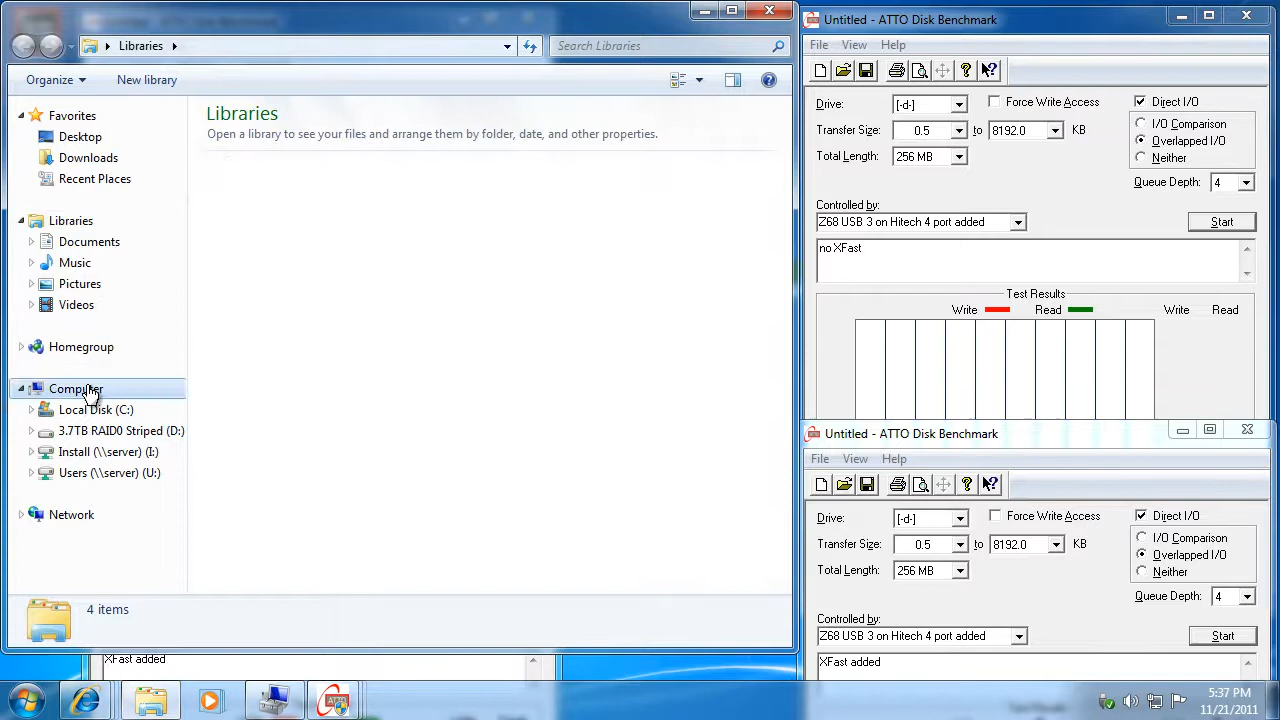 Libraries
Search Libraries
Organize
New library
Favorites
Desktop
Downloads
Recent Places
Libraries
Documents
Music
Pictures
Videos
Homegroup
Computer
Local Disk (C:)
3.7TB RAID0 Striped (D:)
Install (\\server) (I:)
Users (\\server) (U:)
Network
Libraries
Open a library to see your files and arrange them by folder, date, and other properties.
4 items
XFast added
Untitled - ATTO Disk Benchmark
File View Help
Drive: [-d-] Force Write Access Direct I/O
Transfer Size: 0.5 to 8192.0 KB
I/O Comparison
Overlapped I/O
Neither
Total Length: 256 MB
Queue Depth: 4
Controlled by:
Z68 USB 3 on Hitech 4 port added
Start
no XFast
Test Results
Write Read Write Read
Untitled - ATTO Disk Benchmark
File View Help
Drive: [-d-] Force Write Access Direct I/O
Transfer Size: 0.5 to 8192.0 KB
I/O Comparison
Overlapped I/O
Neither
Total Length: 256 MB
Queue Depth: 4
Controlled by:
Z68 USB 3 on Hitech 4 port added
Start
XFast added
5:37 PM
11/21/2011